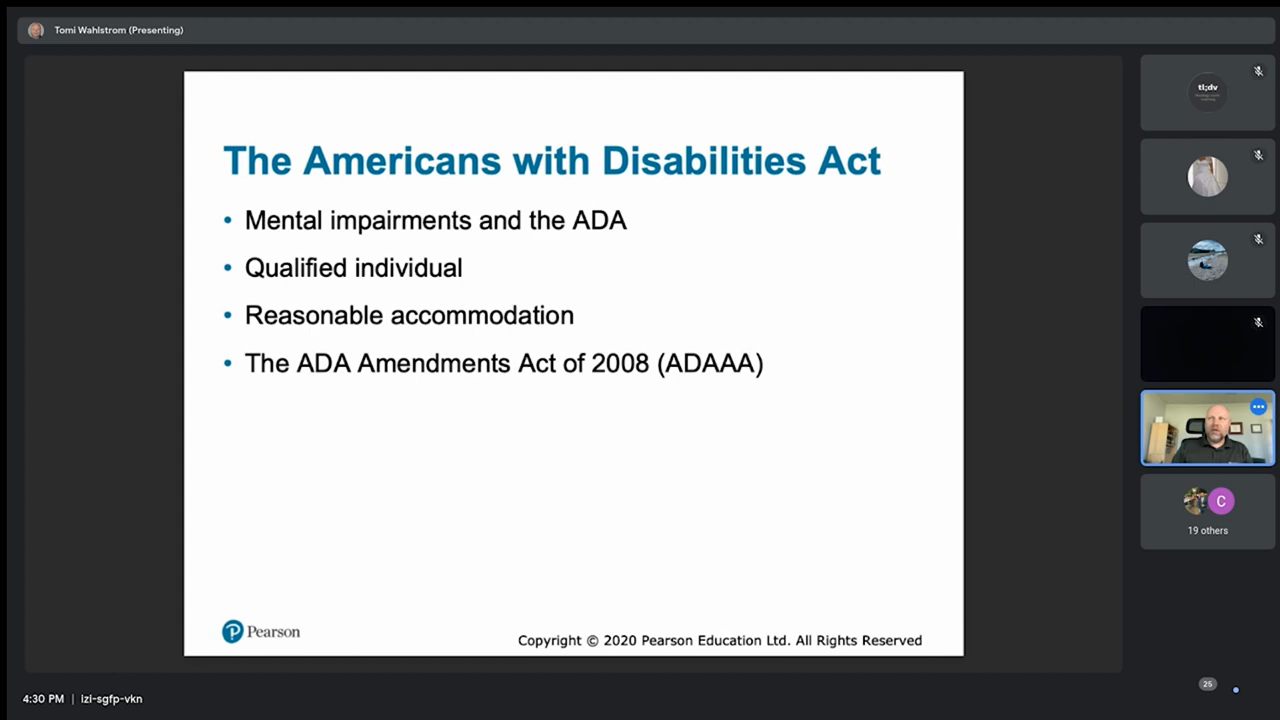 Tomi Wahlstrom (Presenting)
The Americans with Disabilities Act
• Mental impairments and the ADA
• Qualified individual
• Reasonable accommodation
• The ADA Amendments Act of 2008 (ADAAA)
Pearson
Copyright © 2020 Pearson Education Ltd. All Rights Reserved
tl;dv
C
19 others
4:30 PM | izi-sgfp-vkn
25